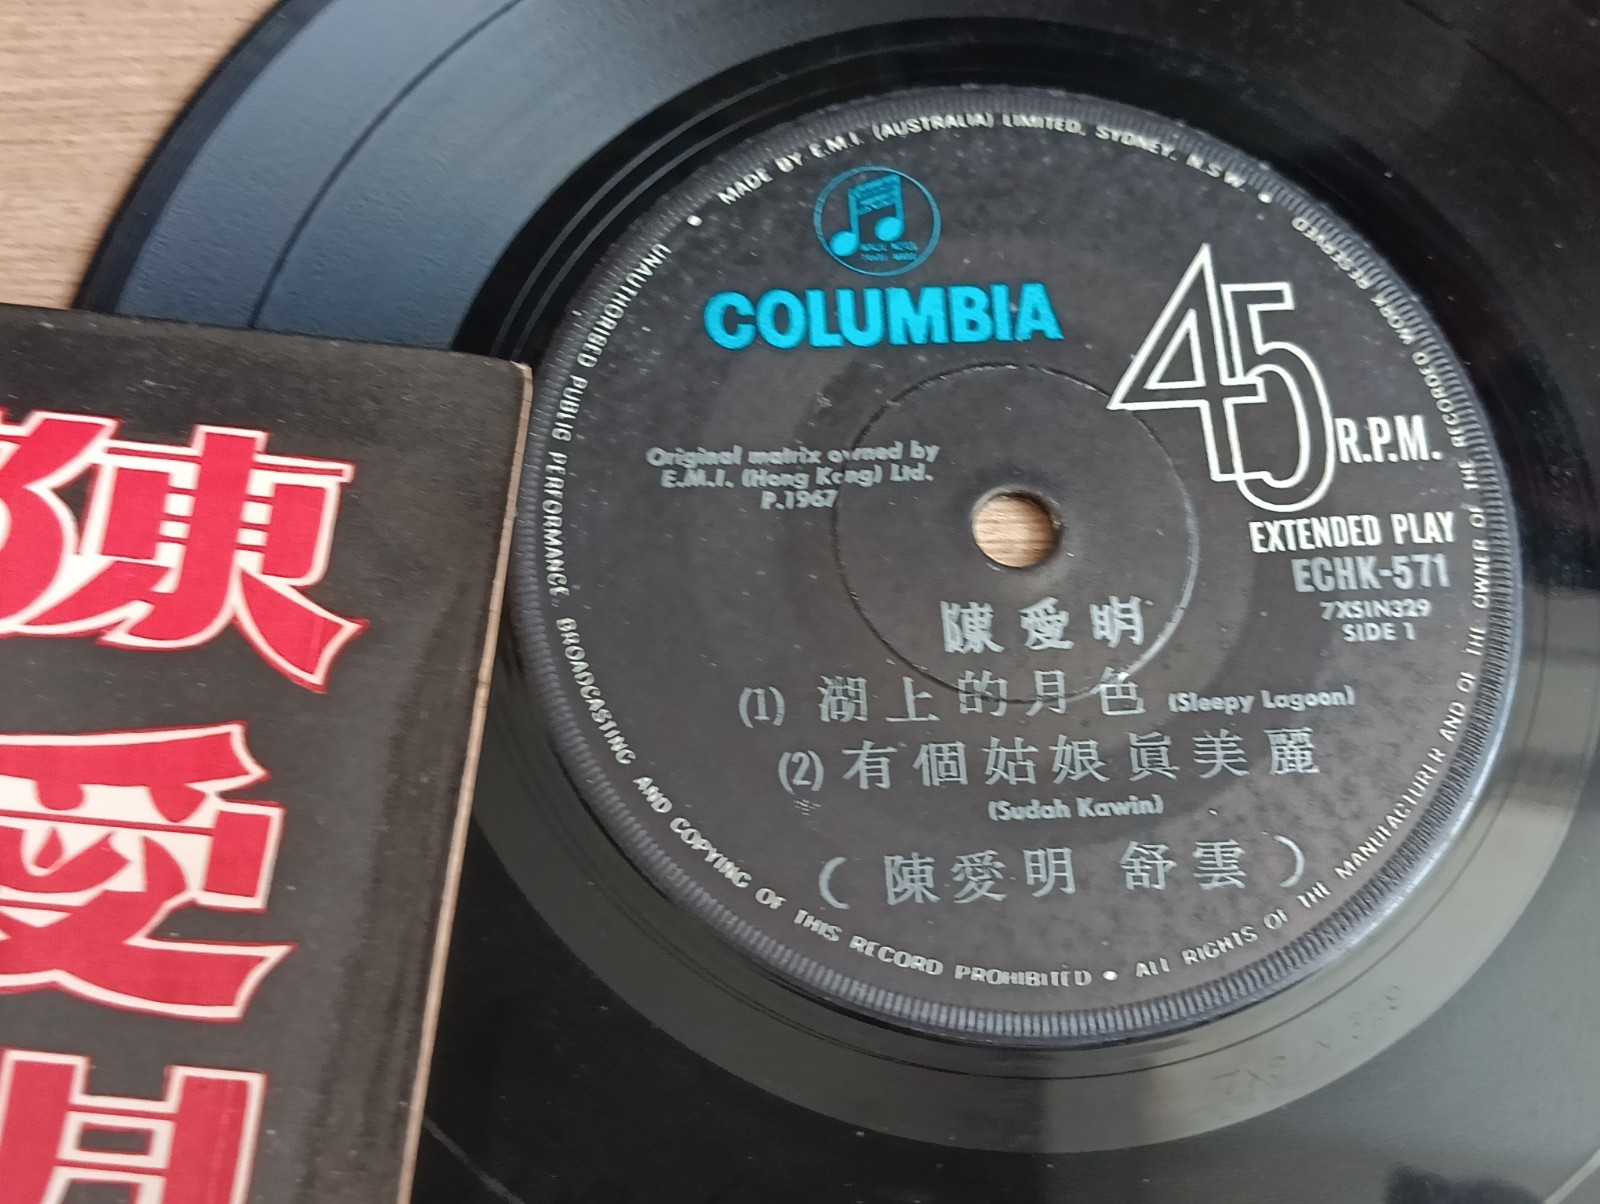 MADE BY E.M.I. (AUSTRALIA) LIMITED. SYDNEY. N.S.W. •
COLUMBIA
45
R.P.M.
EXTENDED PLAY
ECHK-571
7XSIN329
SIDE 1
Original matrix owned by
E.M.I. (Hong Kong) Ltd.
P.1967
陳愛明
(1) 湖上的月色 (Sleepy Lagoon)
(2) 有個姑娘眞美麗
(Sudah Kawin)
(陳愛明 舒雲)
UNAUTHORISED PUBLIC PERFORMANCE. BROADCASTING AND COPYING OF THIS RECORD PROHIBITED • ALL RIGHTS OF THE MANUFACTURER AND OF THE OWNER OF THE RECORDED WORK RESERVED
陳
愛
明